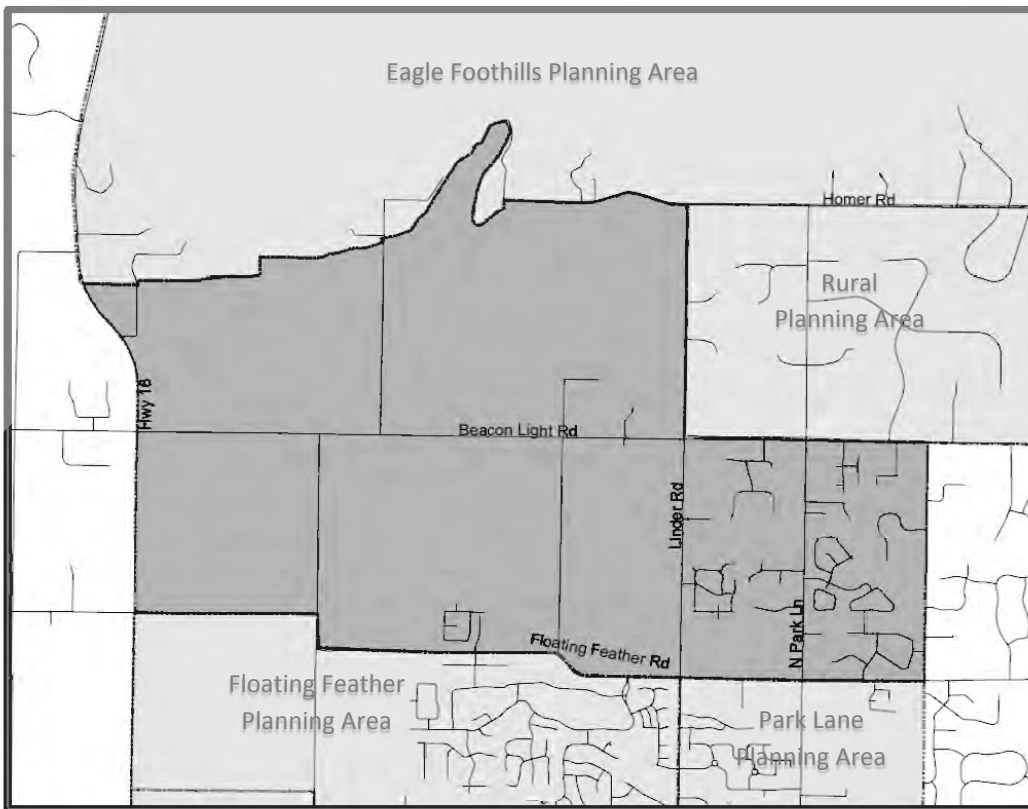 Eagle Foothills Planning Area
Homer Rd
Rural
Planning Area
Hwy 16
Beacon Light Rd
Linder Rd
N Park Ln
Floating Feather Rd
Floating Feather
Planning Area
Park Lane
Planning Area